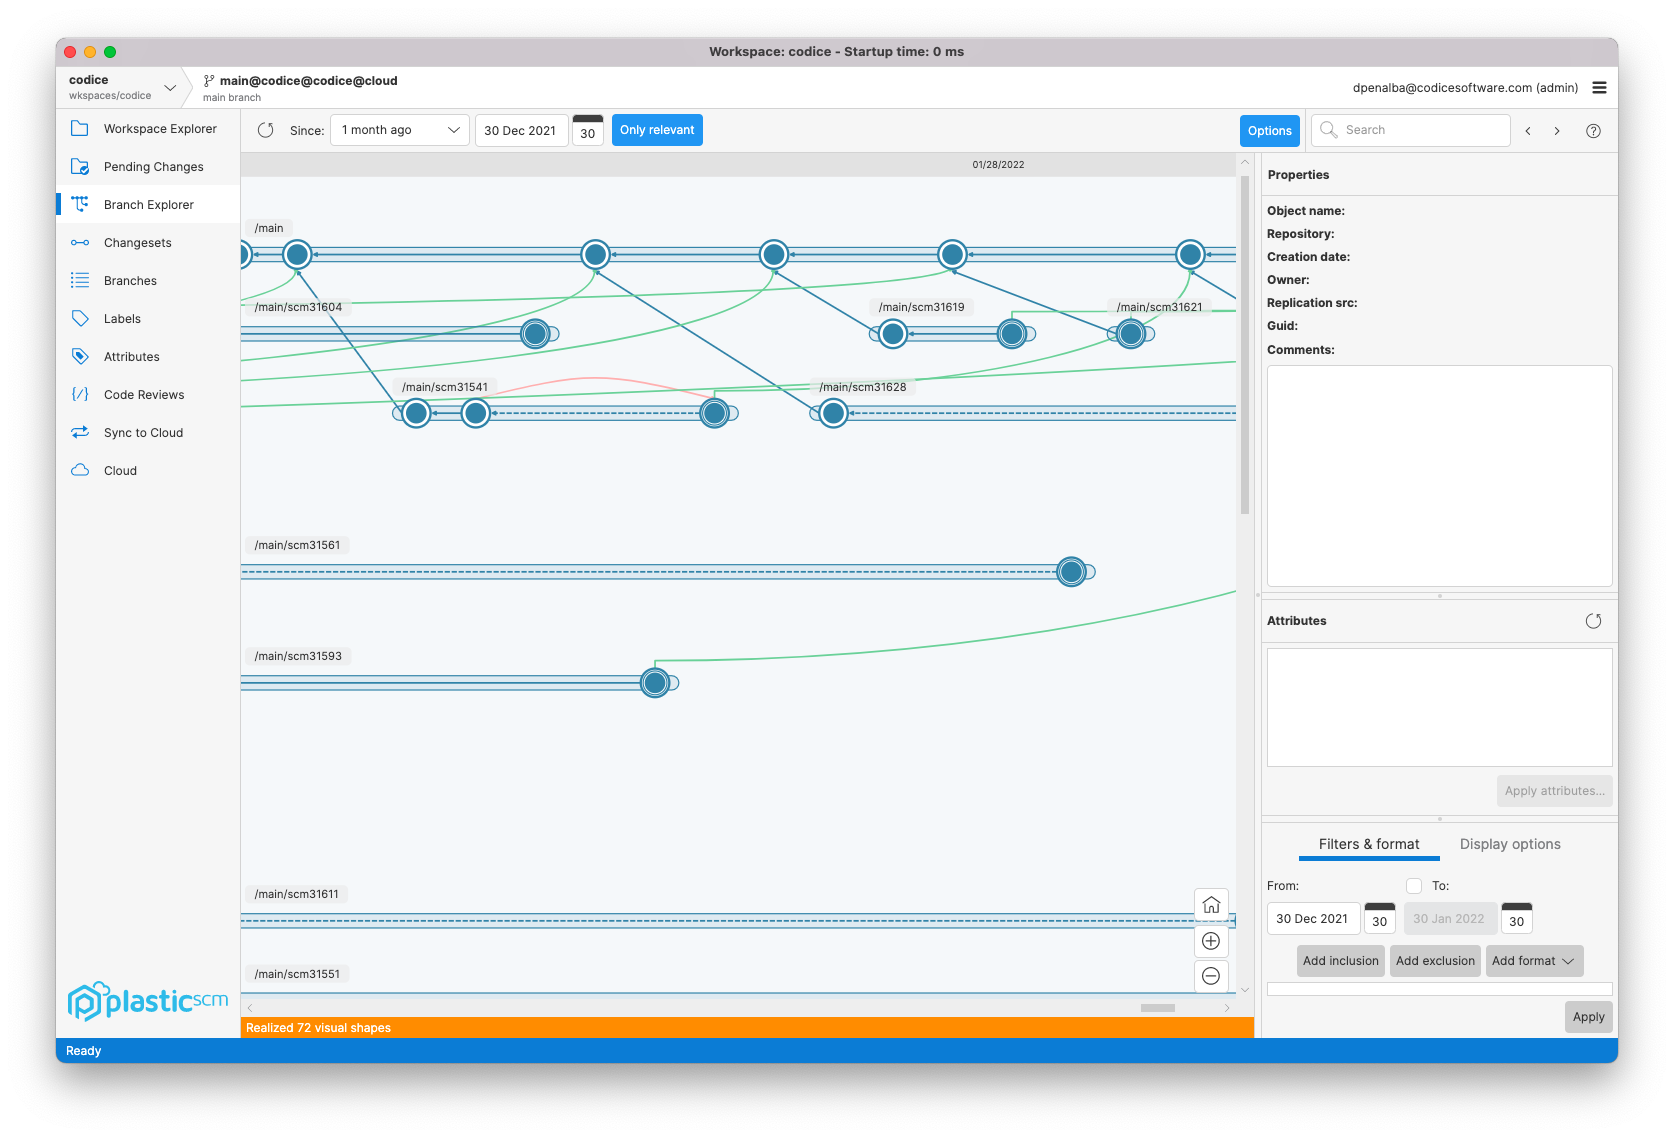 Workspace: codice - Startup time: 0 ms
codice
wkspaces/codice
main@codice@codice@cloud
main branch
dpenalba@codicesoftware.com (admin)
Workspace Explorer
Pending Changes
Branch Explorer
Changesets
Branches
Labels
Attributes
Code Reviews
Sync to Cloud
Cloud
plastic scm
Since:
1 month ago
30 Dec 2021
30
Only relevant
Options
Search
01/28/2022
/main
/main/scm31604
/main/scm31619
/main/scm31621
/main/scm31541
/main/scm31628
/main/scm31561
/main/scm31593
/main/scm31611
/main/scm31551
Realized 72 visual shapes
Properties
Object name:
Repository:
Creation date:
Owner:
Replication src:
Guid:
Comments:
Attributes
Apply attributes...
Filters & format
Display options
From:
To:
30 Dec 2021
30
30 Jan 2022
30
Add inclusion
Add exclusion
Add format
Apply
Ready